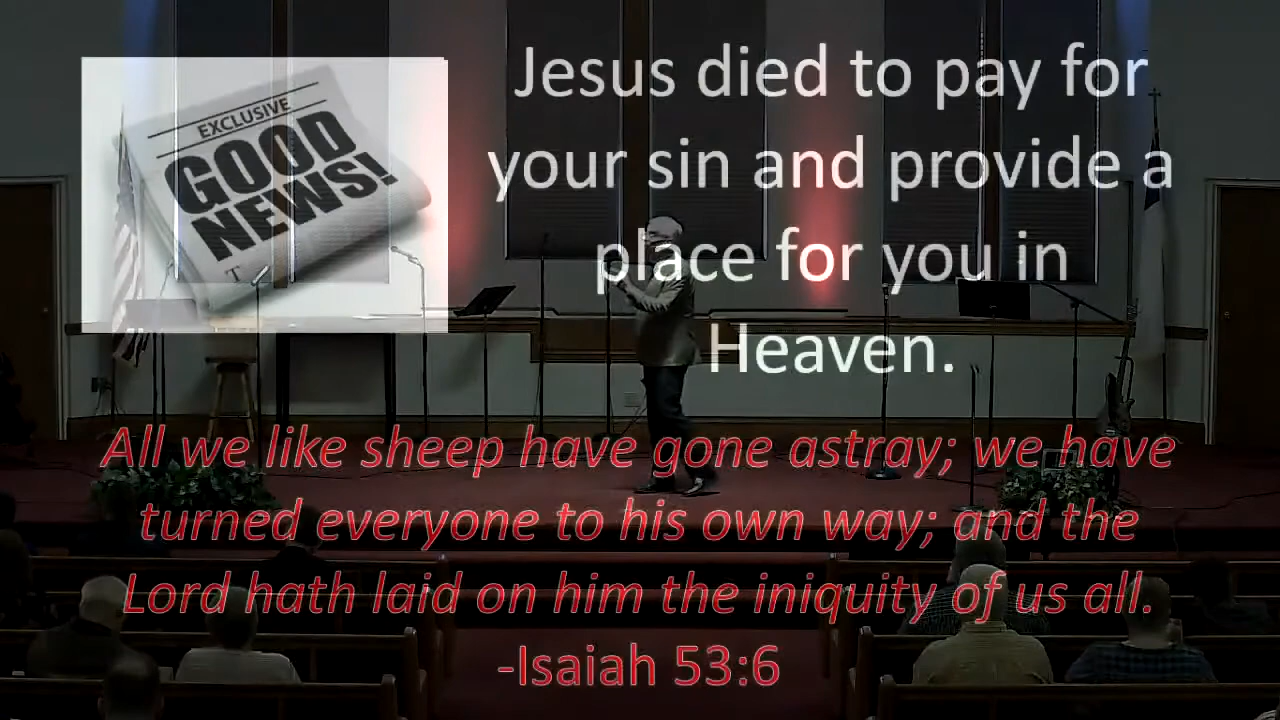 EXCLUSIVE
GOOD
NEWS!
T
Jesus died to pay for
your sin and provide a
place for you in
Heaven.
All we like sheep have gone astray; we have
turned everyone to his own way; and the
Lord hath laid on him the iniquity of us all.
-Isaiah 53:6